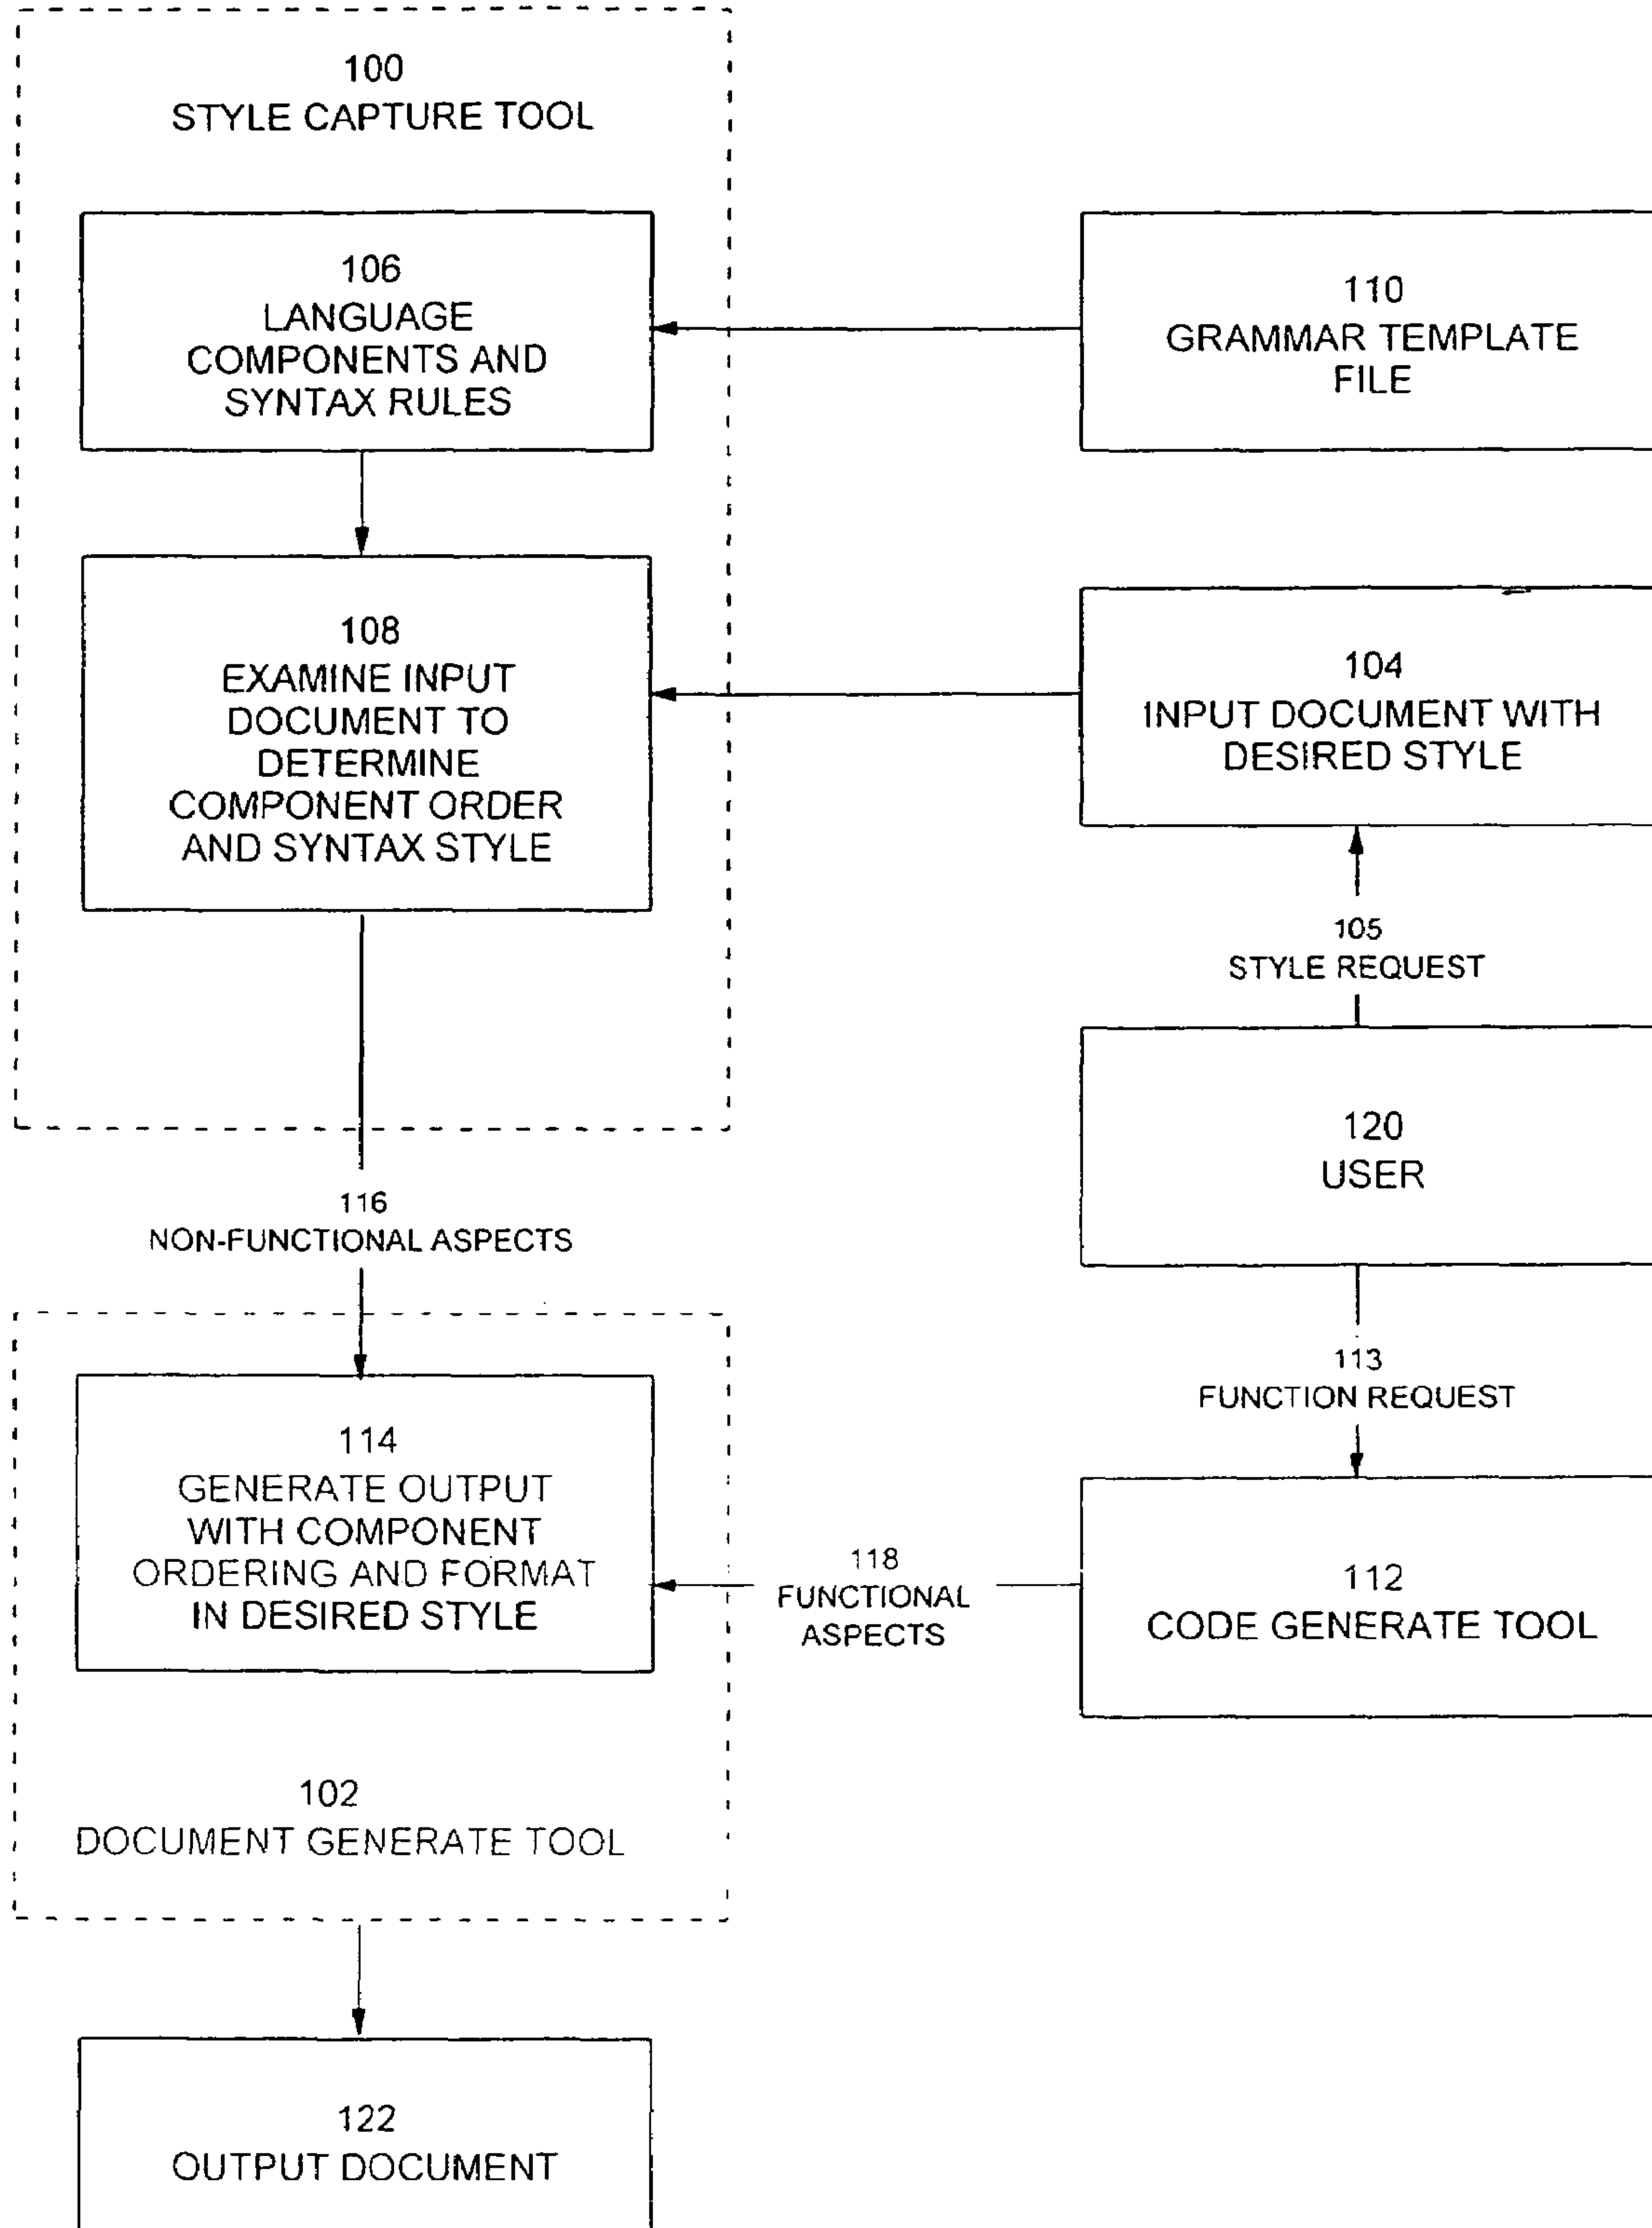 100
STYLE CAPTURE TOOL
106
LANGUAGE
COMPONENTS AND
SYNTAX RULES
110
GRAMMAR TEMPLATE
FILE
108
EXAMINE INPUT
DOCUMENT TO
DETERMINE
COMPONENT ORDER
AND SYNTAX STYLE
104
INPUT DOCUMENT WITH
DESIRED STYLE
105
STYLE REQUEST
120
USER
116
NON-FUNCTIONAL ASPECTS
113
FUNCTION REQUEST
114
GENERATE OUTPUT
WITH COMPONENT
ORDERING AND FORMAT
IN DESIRED STYLE
118
FUNCTIONAL
ASPECTS
112
CODE GENERATE TOOL
102
DOCUMENT GENERATE TOOL
122
OUTPUT DOCUMENT